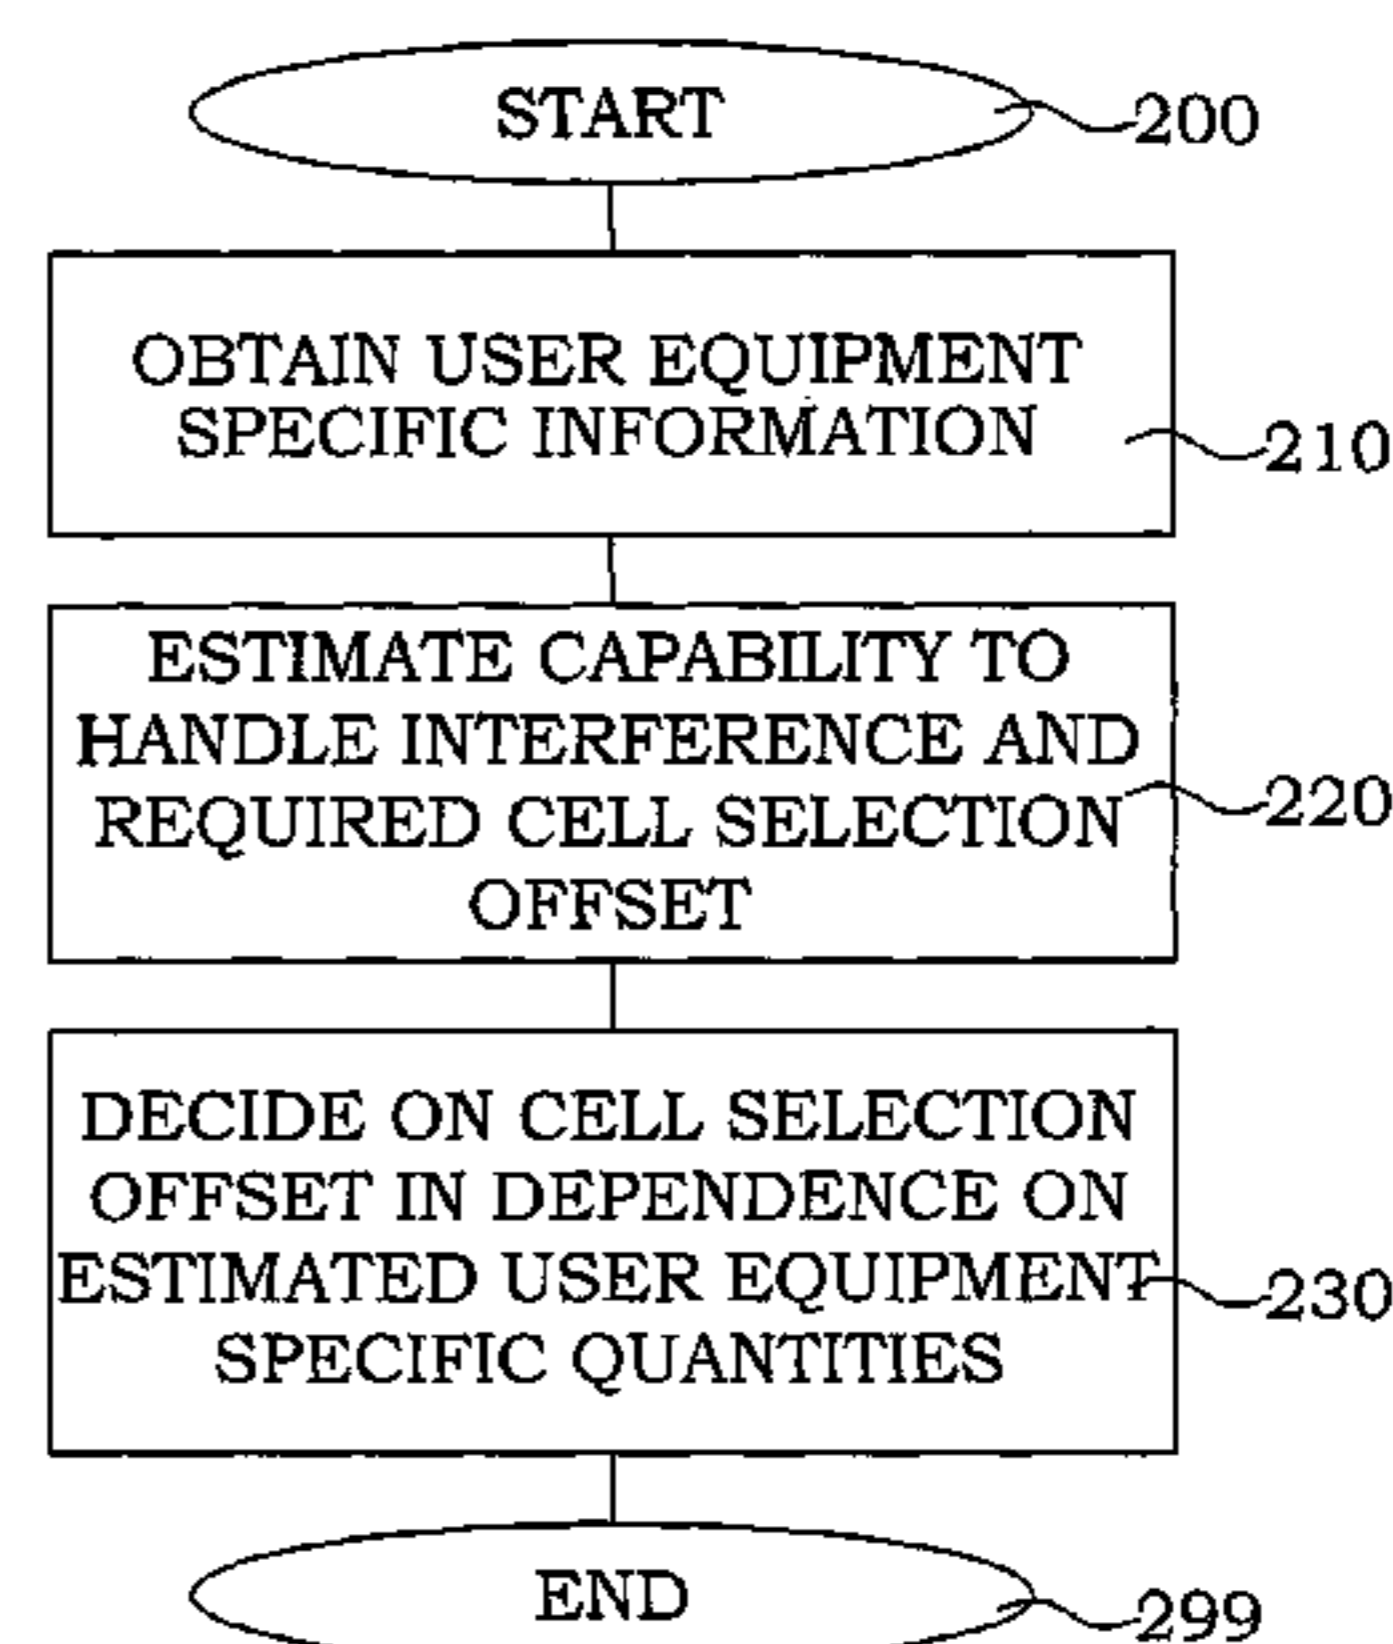 START
200
OBTAIN USER EQUIPMENT
SPECIFIC INFORMATION
210
ESTIMATE CAPABILITY TO
HANDLE INTERFERENCE AND
REQUIRED CELL SELECTION
OFFSET
220
DECIDE ON CELL SELECTION
OFFSET IN DEPENDENCE ON
ESTIMATED USER EQUIPMENT
SPECIFIC QUANTITIES
230
END
299